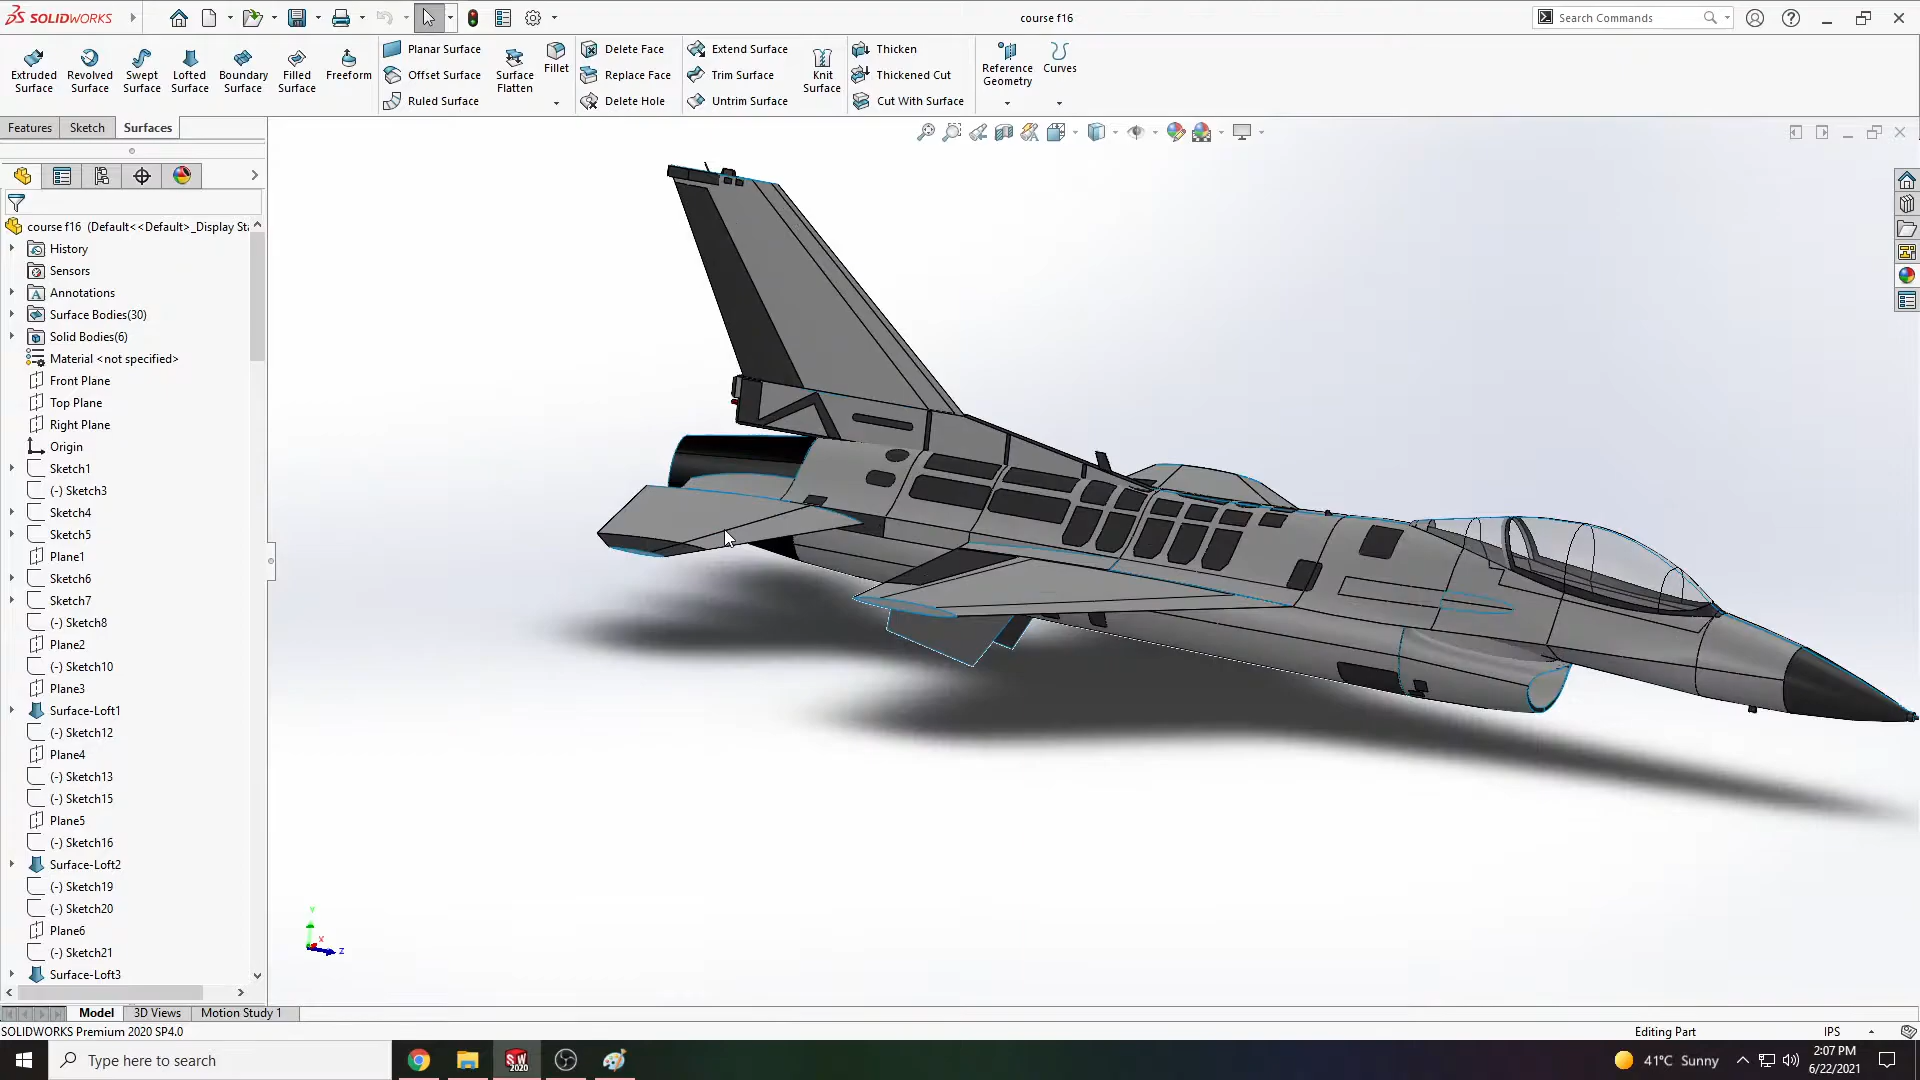 SOLIDWORKS
course f16
Search Commands
Extruded Surface
Revolved Surface
Swept Surface
Lofted Surface
Boundary Surface
Filled Surface
Freeform
Planar Surface
Offset Surface
Ruled Surface
Surface Flatten
Fillet
Delete Face
Replace Face
Delete Hole
Extend Surface
Trim Surface
Untrim Surface
Knit Surface
Thicken
Thickened Cut
Cut With Surface
Reference Geometry
Curves
Features
Sketch
Surfaces
course f16 (Default<<Default>_Display Sta
History
Sensors
Annotations
Surface Bodies(30)
Solid Bodies(6)
Material <not specified>
Front Plane
Top Plane
Right Plane
Origin
Sketch1
(-) Sketch3
Sketch4
Sketch5
Plane1
Sketch6
Sketch7
(-) Sketch8
Plane2
(-) Sketch10
Plane3
Surface-Loft1
(-) Sketch12
Plane4
(-) Sketch13
(-) Sketch15
Plane5
(-) Sketch16
Surface-Loft2
(-) Sketch19
(-) Sketch20
Plane6
(-) Sketch21
Surface-Loft3
Y
X
Z
Model
3D Views
Motion Study 1
SOLIDWORKS Premium 2020 SP4.0
Editing Part
IPS
Type here to search
SW
2020
41°C Sunny
2:07 PM
6/22/2021